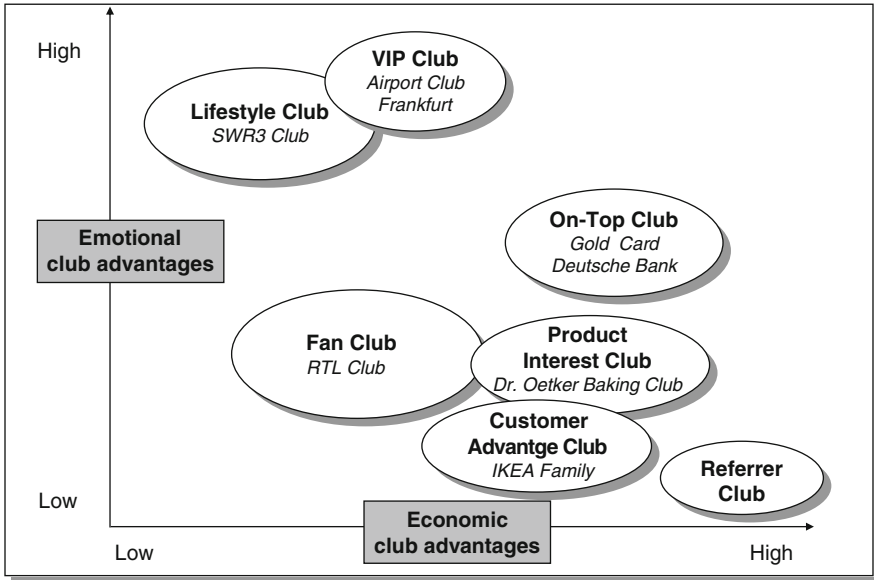 High
VIP Club
Airport Club
Frankfurt
Lifestyle Club
SWR3 Club
On-Top Club
Gold Card
Deutsche Bank
Emotional
club advantages
Fan Club
RTL Club
Product
Interest Club
Dr. Oetker Baking Club
Customer
Advantge Club
IKEA Family
Referrer
Club
Low
Economic
club advantages
Low
High